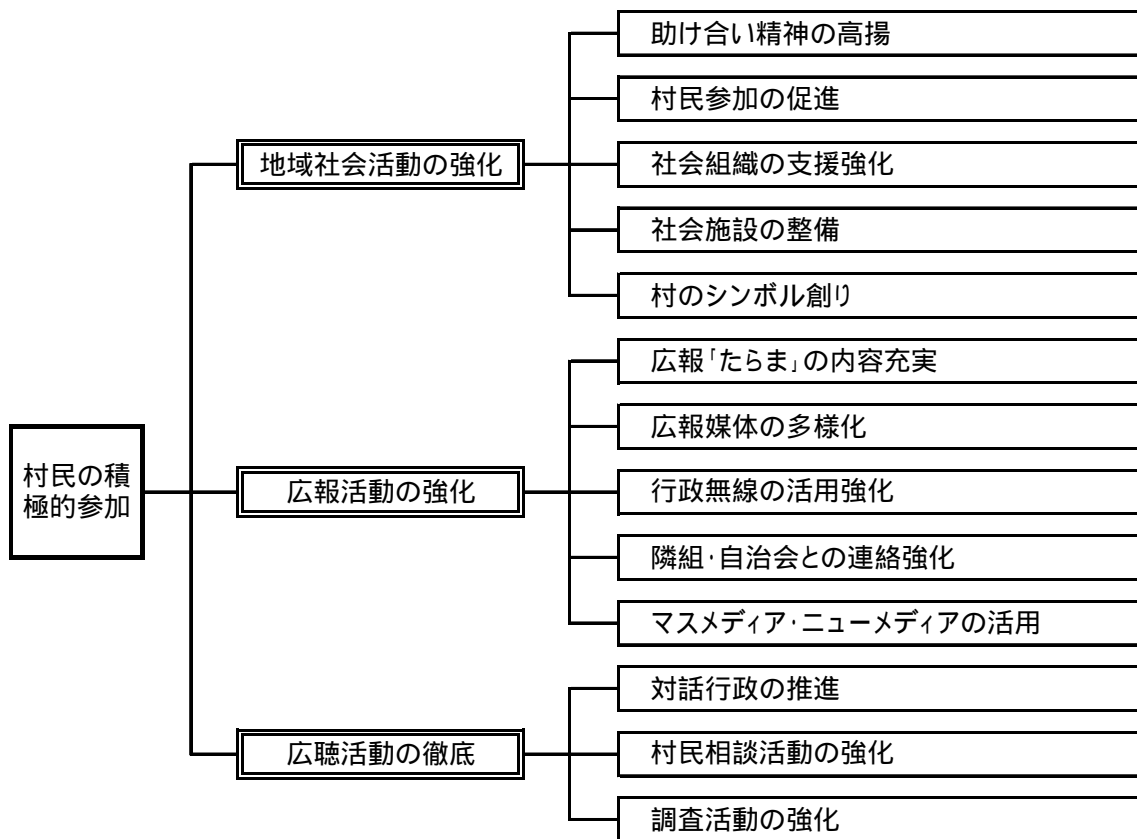 村民の積
極的参加
地域社会活動の強化
助け合い精神の高揚
村民参加の促進
社会組織の支援強化
社会施設の整備
村のシンボル創り
広報活動の強化
広報「たらま」の内容充実
広報媒体の多様化
行政無線の活用強化
隣組・自治会との連絡強化
マスメディア・ニューメディアの活用
広聴活動の徹底
対話行政の推進
村民相談活動の強化
調査活動の強化